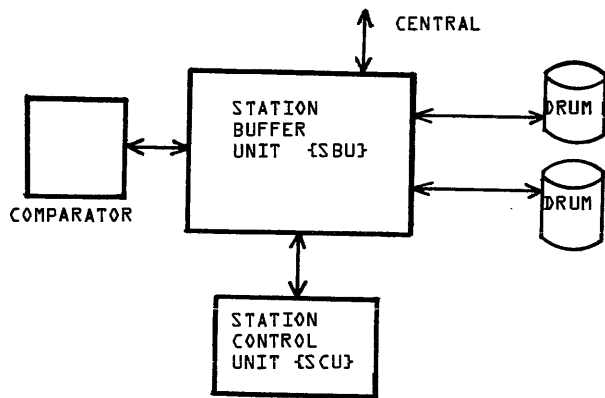 CENTRAL
STATION
BUFFER
UNIT {SBU}
DRUM
DRUM
COMPARATOR
STATION
CONTROL
UNIT {SCU}